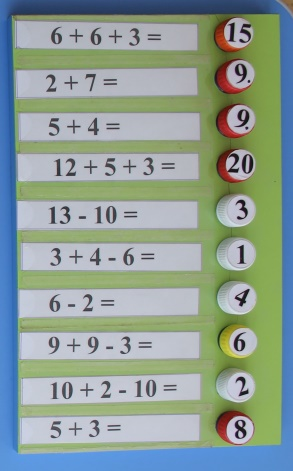 6 + 6 + 3 = 15
2 + 7 = 9.
5 + 4 = 9.
12 + 5 + 3 = 20
13 - 10 = 3
3 + 4 - 6 = 1
6 - 2 = 4
9 + 9 - 3 = 6
10 + 2 - 10 = 2
5 + 3 = 8